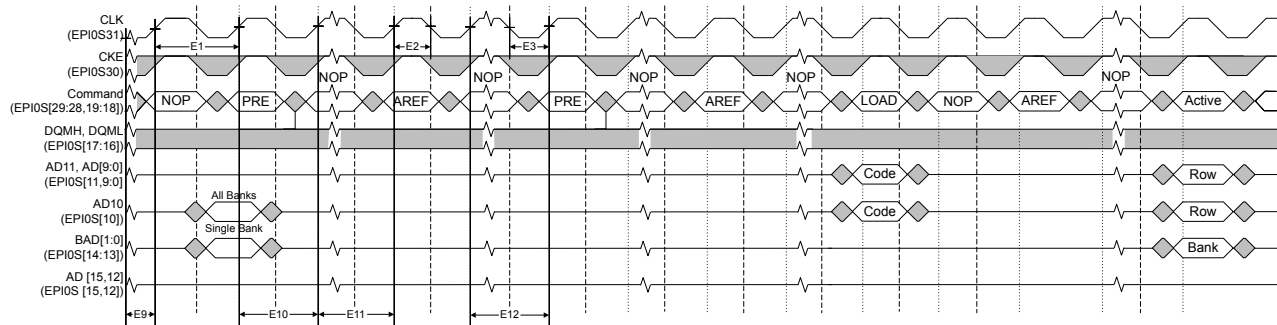 CLK
(EPI0S31)
E1
E2
E3
CKE
(EPI0S30)
NOP
NOP
NOP
NOP
NOP
Command
(EPI0S[29:28,19:18])
NOP
PRE
AREF
PRE
AREF
LOAD
NOP
AREF
Active
DQMH, DQML
(EPI0S[17:16])
AD11, AD[9:0]
(EPI0S[11,9:0]
Code
Row
All Banks
AD10
(EPI0S[10])
Code
Row
Single Bank
BAD[1:0]
(EPI0S[14:13])
Bank
AD [15,12]
(EPI0S [15,12])
E9
E10
E11
E12